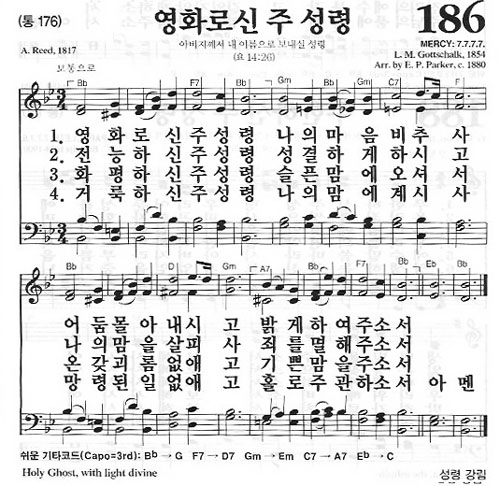 (통 176)
영화로신 주 성령
186
아버지께서 내 이름으로 보내실 성령
(요 14:26)
MERCY: 7.7.7.7.
A. Reed, 1817
L. M. Gottschalk, 1854
Arr. by E. P. Parker, c. 1880
보통으로
Bb F7 Bb Gm Bb Gm C7 F
1. 영 화 로 신 주 성 령 나 의 마 음 비 추 사
2. 전 능 하 신 주 성 령 성 결 하 게 하 시 고
3. 화 평 하 신 주 성 령 슬 픈 맘 에 오 셔 서
4. 거 룩 하 신 주 성 령 나 의 맘 에 계 시 사
Bb D Gm A7 Bb F7 Bb Eb Bb
어 둠 몰 아 내 시 고 밝 게 하 여 주 소 서
나 의 맘 을 살 피 사 죄 를 멸 해 주 소 서
온 갖 괴 롬 없 애 고 기 쁜 맘 을 주 소 서
망 령 된 일 없 애 고 홀 로 주 관 하 소 서 아 멘
쉬운 기타코드(Capo=3rd): Bb → G F7 → D7 Gm → Em C7 → A7 Eb → C
Holy Ghost, with light divine
성령 강림